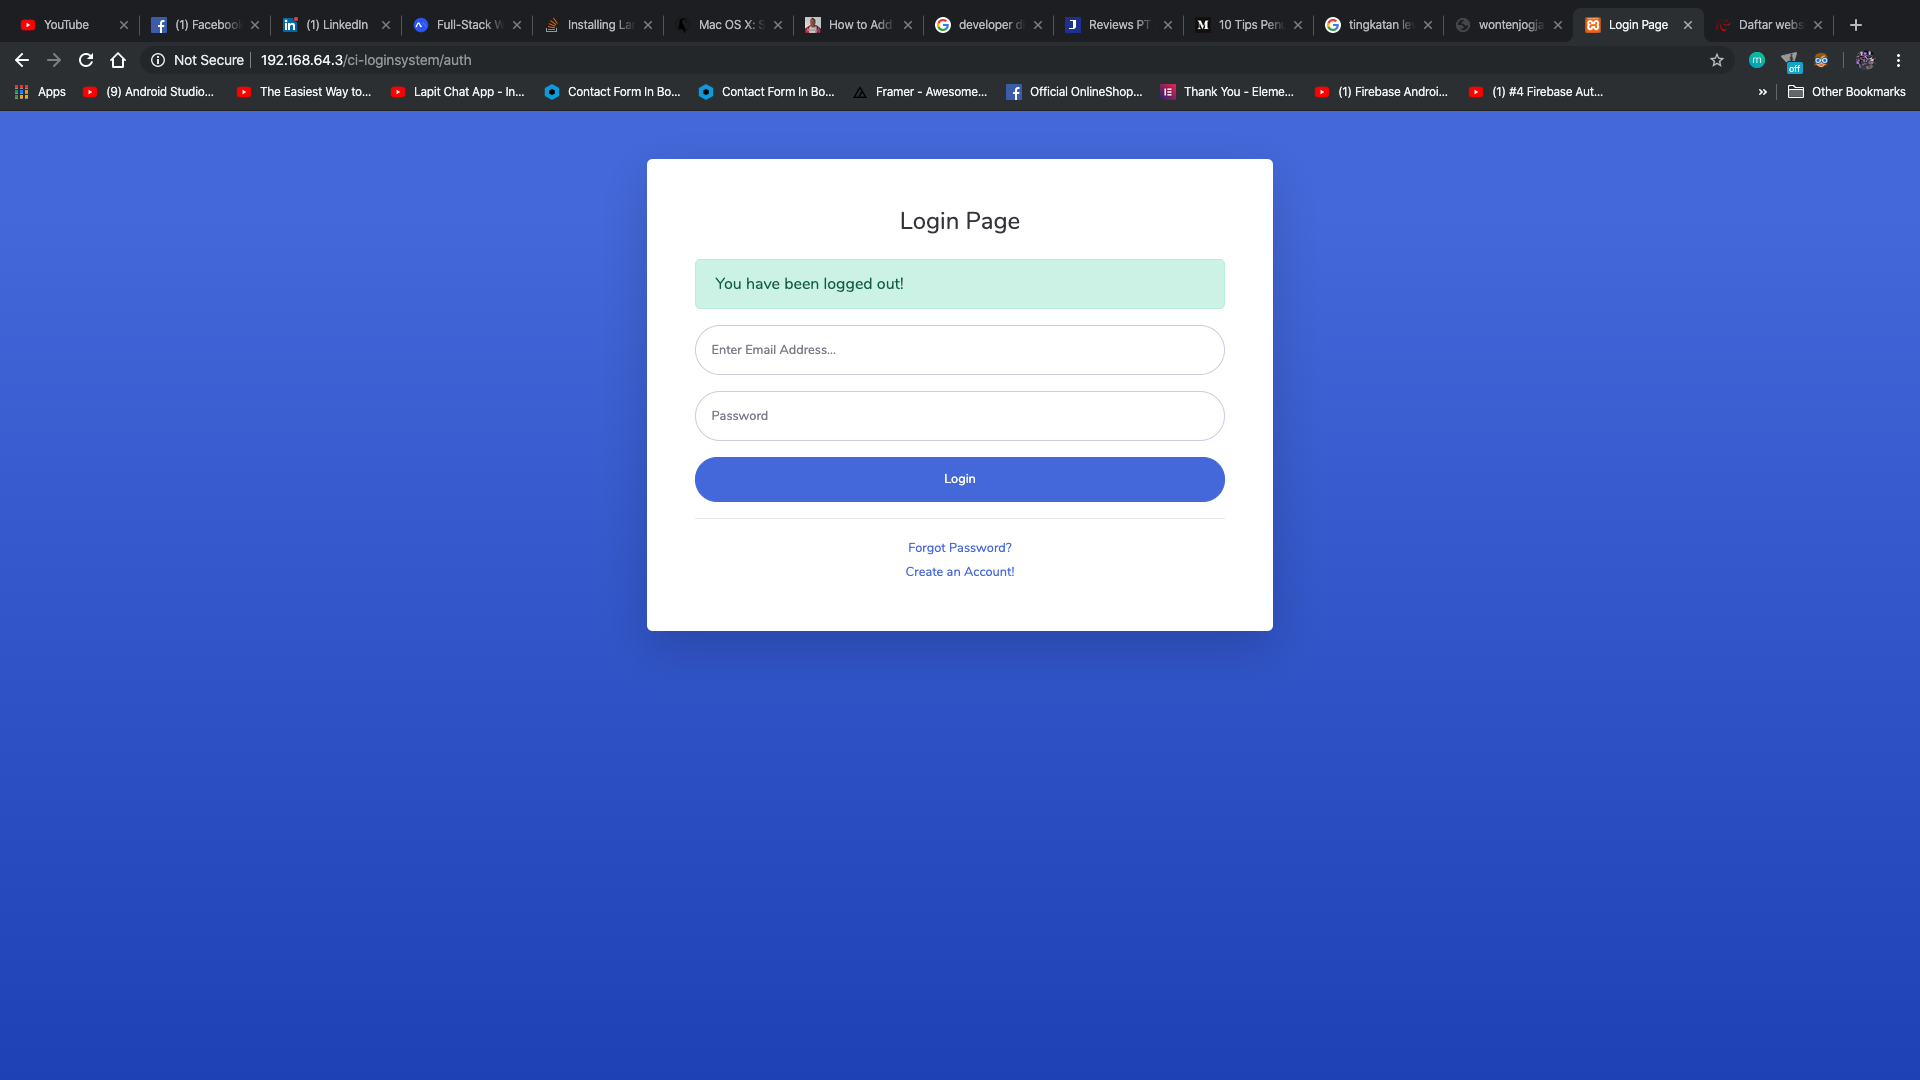 YouTube
(1) Facebook
(1) LinkedIn
Full-Stack W
Installing La
Mac OS X: S
How to Add
developer d
Reviews PT
10 Tips Pen
tingkatan le
wontenjogja
Login Page
Daftar webs
Not Secure
192.168.64.3/ci-loginsystem/auth
m
off
Apps
(9) Android Studio...
The Easiest Way to...
Lapit Chat App - In...
Contact Form In Bo...
Contact Form In Bo...
Framer - Awesome...
Official OnlineShop...
Thank You - Eleme...
(1) Firebase Androi...
(1) #4 Firebase Aut...
»
Other Bookmarks
Login Page
You have been logged out!
Enter Email Address...
Password
Login
Forgot Password?
Create an Account!